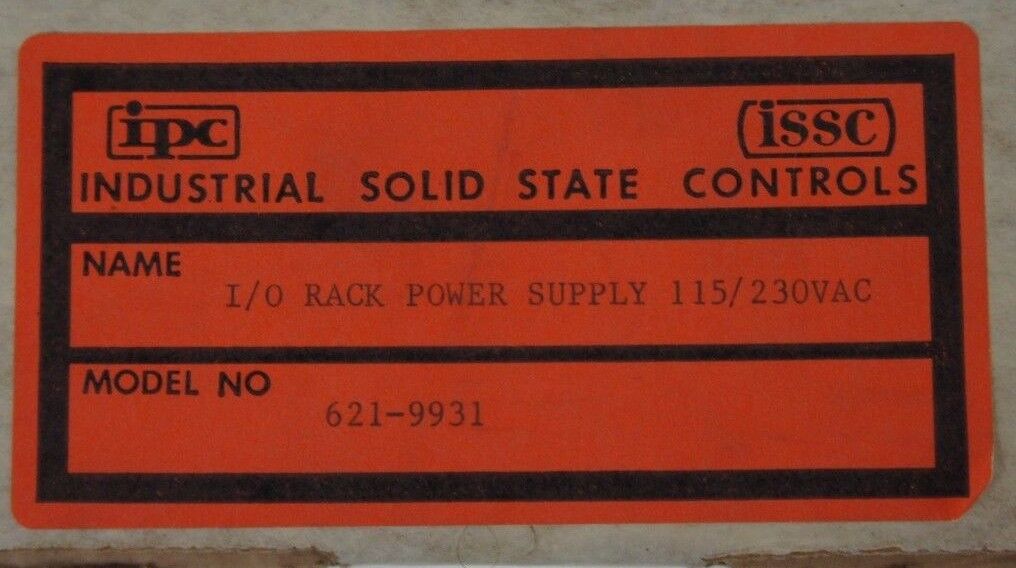 ipc issc
INDUSTRIAL SOLID STATE CONTROLS
NAME
I/O RACK POWER SUPPLY 115/230VAC
MODEL NO
621-9931